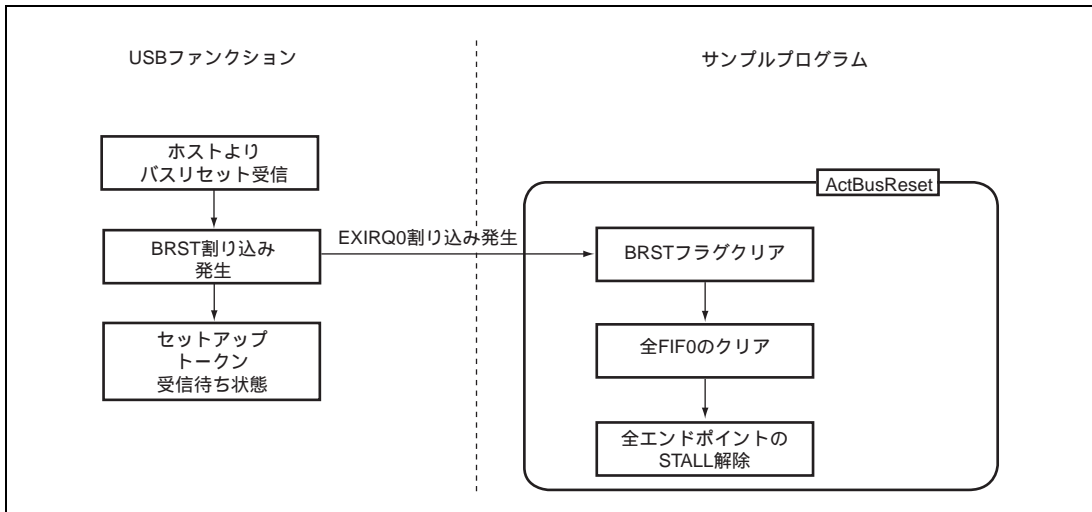 USBファンクション
サンプルプログラム
ホストより
バスリセット受信
BRST割り込み
発生
セットアップ
トークン
受信待ち状態
EXIRQ0割り込み発生
ActBusReset
BRSTフラグクリア
全FIF0のクリア
全エンドポイントの
STALL解除